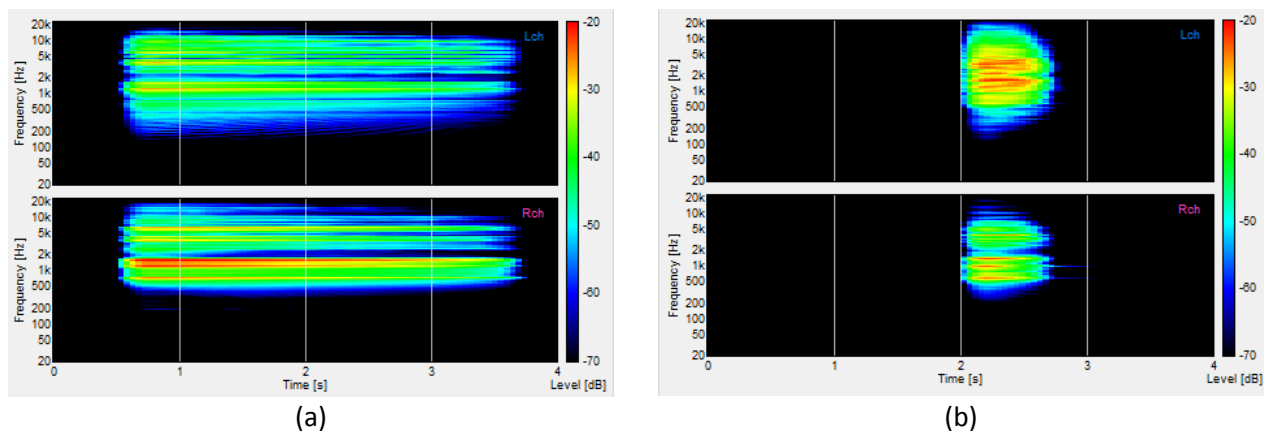 20k
10k
5k
2k
1k
500
200
100
50
20
Frequency [Hz]
Lch
-20
-30
-40
-50
-60
-70
20k
10k
5k
2k
1k
500
200
100
50
20
Frequency [Hz]
Rch
0 1 2 3 4
Time [s] Level [dB]
(a)
20k
10k
5k
2k
1k
500
200
100
50
20
Frequency [Hz]
Lch
-20
-30
-40
-50
-60
-70
20k
10k
5k
2k
1k
500
200
100
50
20
Frequency [Hz]
Rch
0 1 2 3 4
Time [s] Level [dB]
(b)